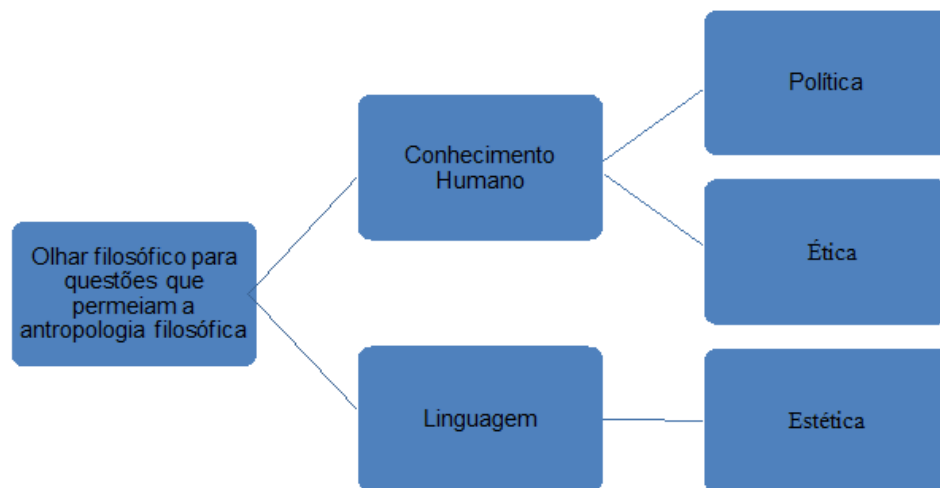 Olhar filosófico para
questões que
permeiam a
antropologia filosófica
Conhecimento
Humano
Linguagem
Política
Ética
Estética